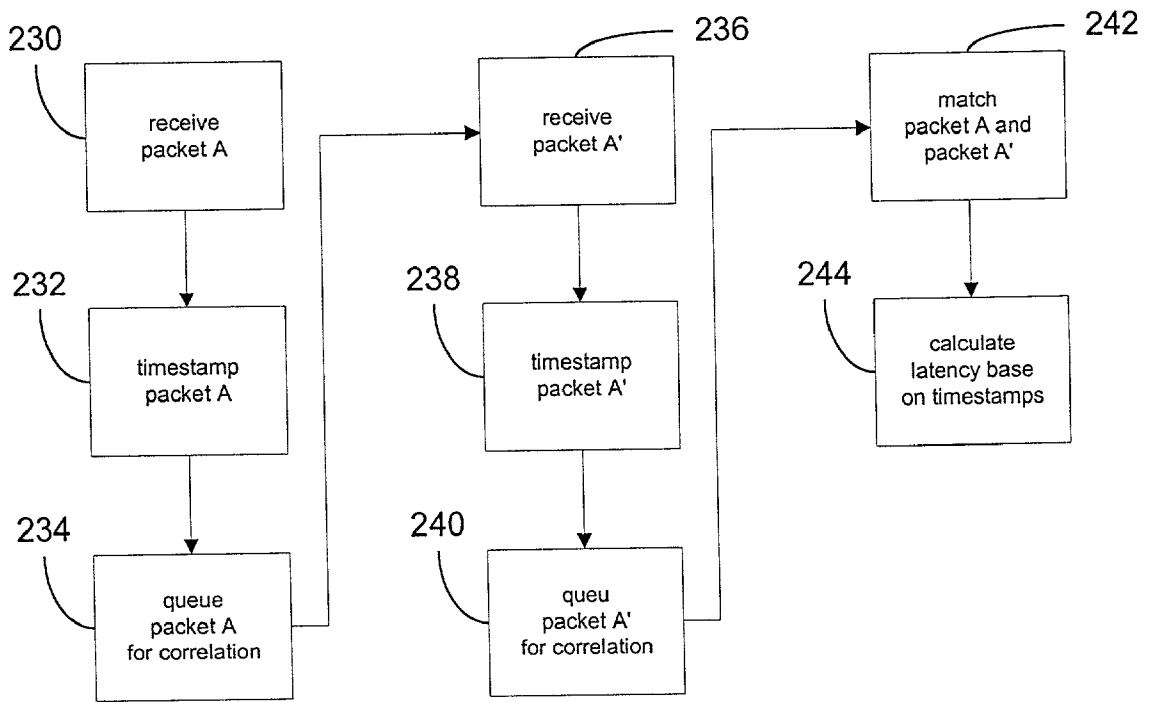 230
receive
packet A
232
timestamp
packet A
234
queue
packet A
for correlation
236
receive
packet A'
238
timestamp
packet A'
240
queu
packet A'
for correlation
242
match
packet A and
packet A'
244
calculate
latency base
on timestamps